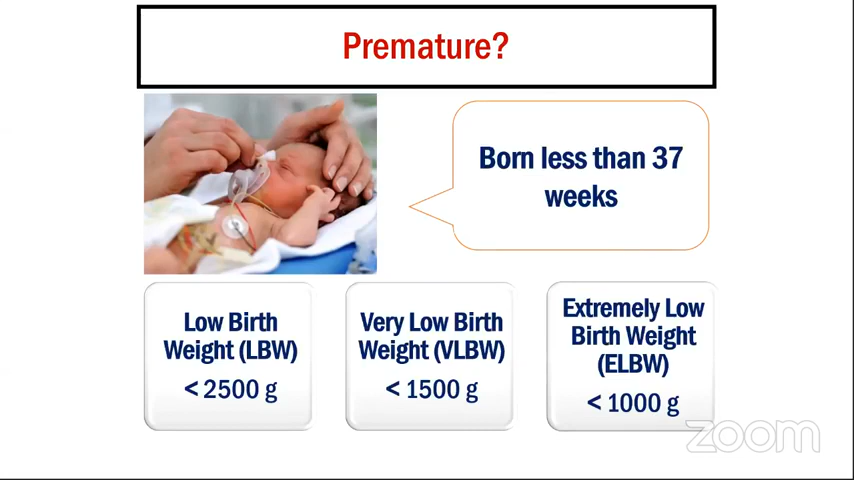 Premature?
Born less than 37
weeks
Low Birth
Weight (LBW)
< 2500 g
Very Low Birth
Weight (VLBW)
< 1500 g
Extremely Low
Birth Weight
(ELBW)
< 1000 g
zoom